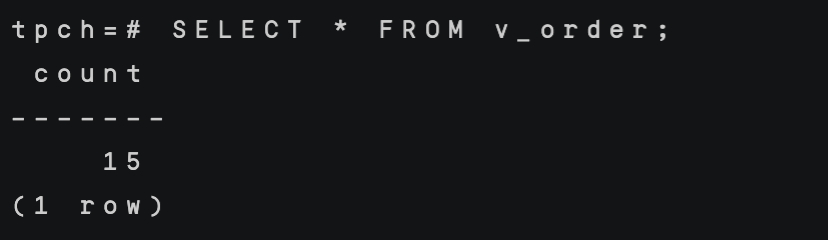 tpch=# SELECT * FROM v_order;
 count
-------
    15
(1 row)